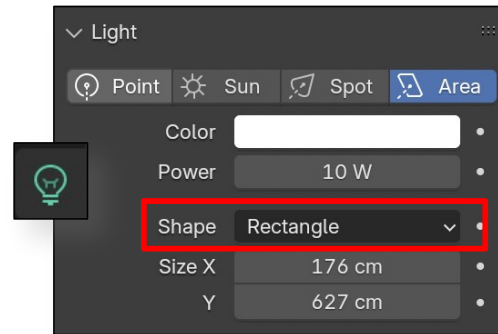 Light
Point Sun Spot Area
Color
Power 10 W
Shape Rectangle
Size X 176 cm
Y 627 cm